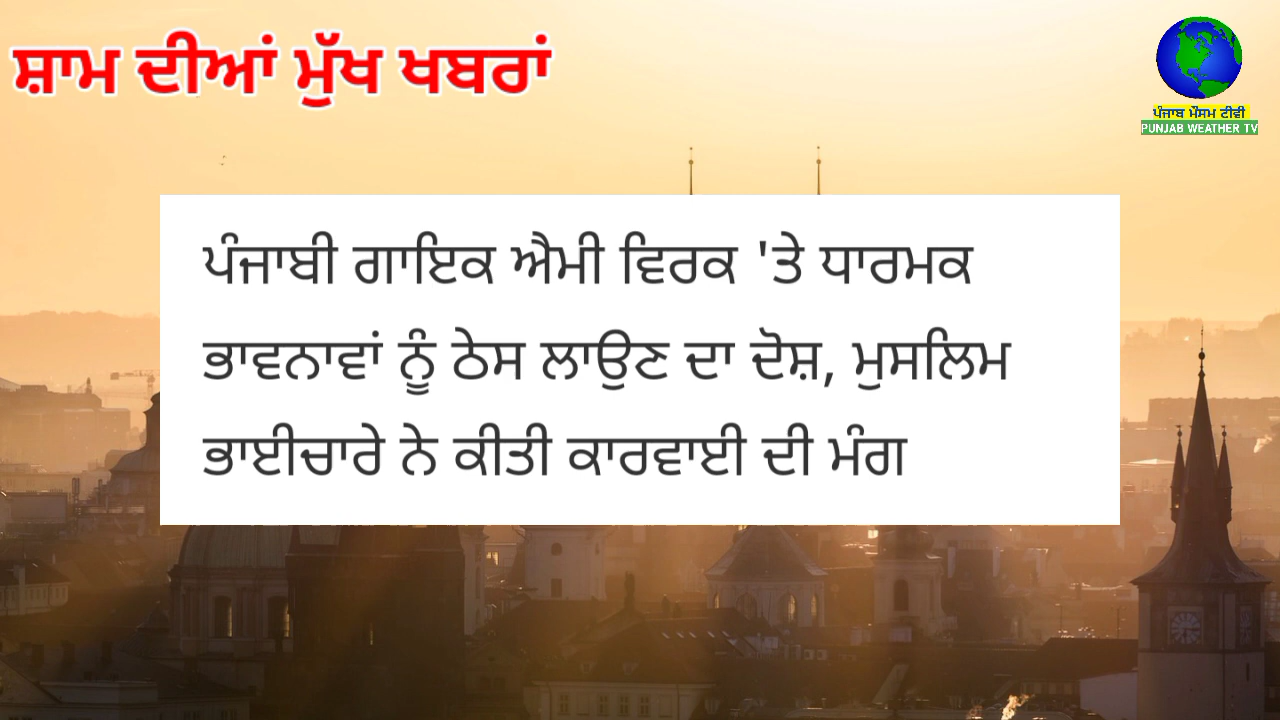 ਸ਼ਾਮ ਦੀਆਂ ਮੁੱਖ ਖਬਰਾਂ
ਪੰਜਾਬ ਮੌਸਮ ਟੀਵੀ
PUNJAB WEATHER TV
ਪੰਜਾਬੀ ਗਾਇਕ ਐਮੀ ਵਿਰਕ 'ਤੇ ਧਾਰਮਕ
ਭਾਵਨਾਵਾਂ ਨੂੰ ਠੇਸ ਲਾਉਣ ਦਾ ਦੋਸ਼, ਮੁਸਲਿਮ
ਭਾਈਚਾਰੇ ਨੇ ਕੀਤੀ ਕਾਰਵਾਈ ਦੀ ਮੰਗ